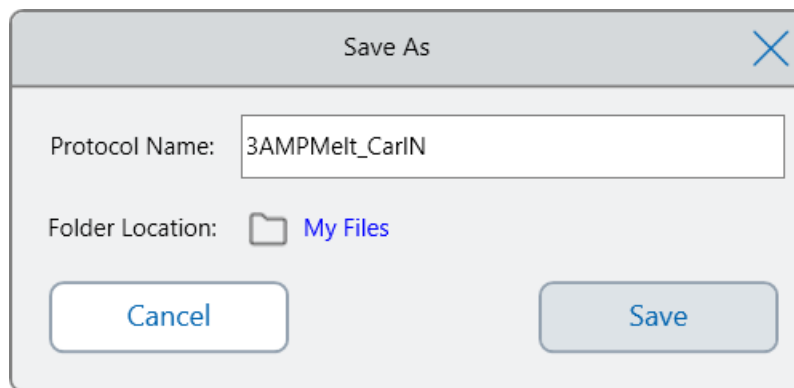 Save As
Protocol Name: 3AMPMelt_CarlN
Folder Location: My Files
Cancel Save